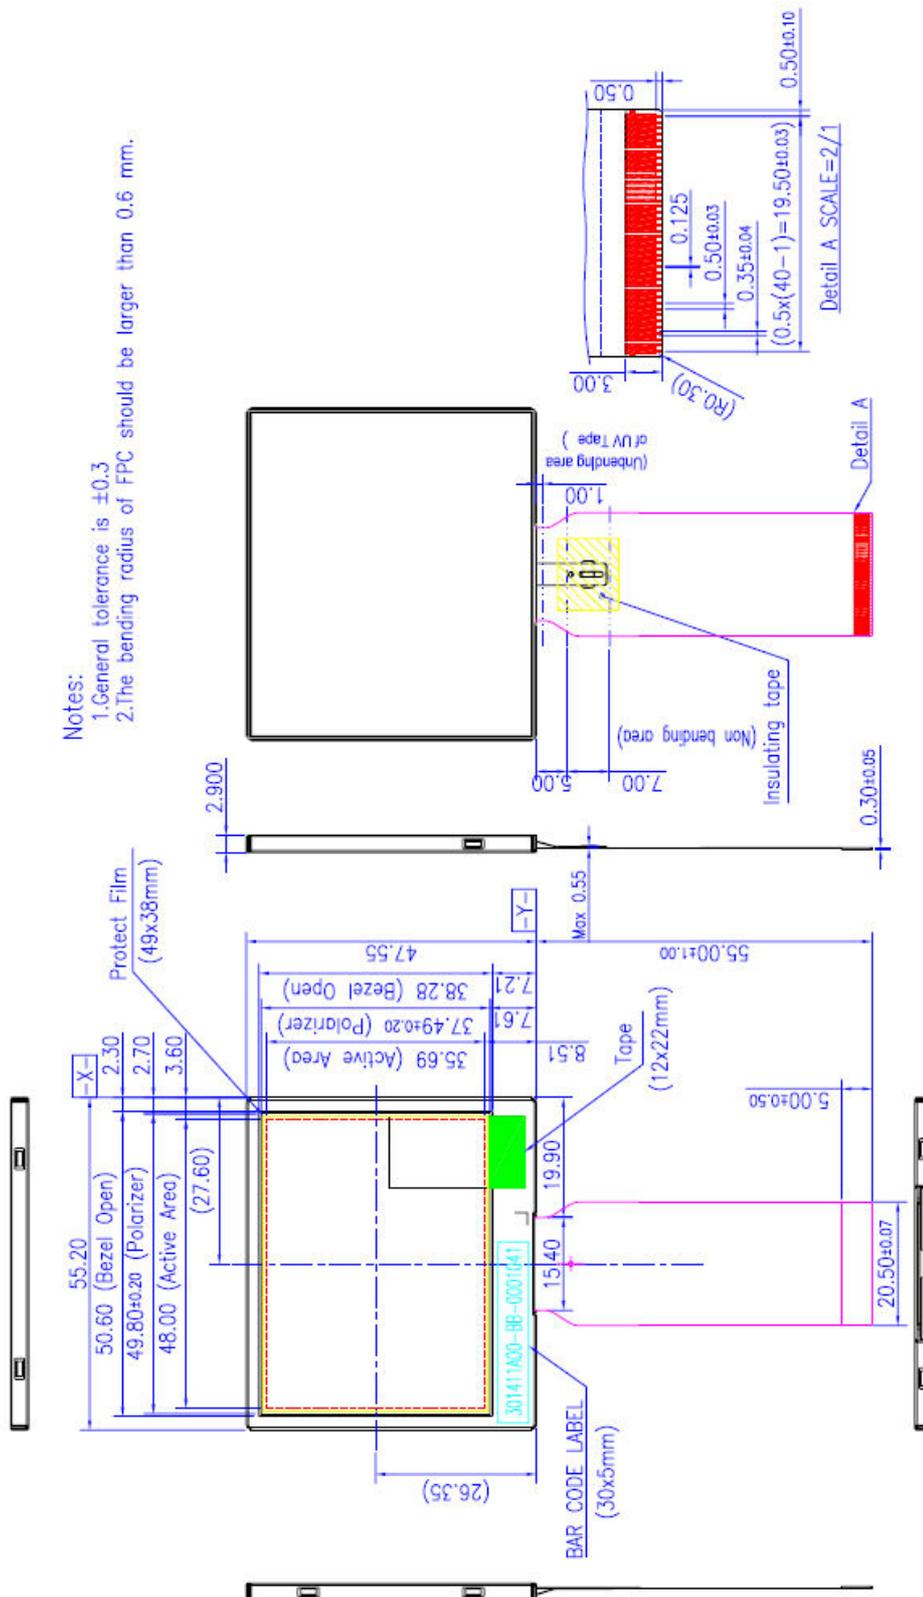 Notes:
1.General tolerance is ±0.3
2.The bending radius of FPC should be larger than 0.6 mm.
55.20
50.60 (Bezel Open)
49.80±0.20 (Polarizer)
48.00 (Active Area)
(27.60)
-X-
2.30
2.70
3.60
Protect Film
(49x38mm)
47.55
38.28 (Bezel Open)
37.49±0.20 (Polarizer)
35.69 (Active Area)
7.21
7.61
8.51
-Y-
(26.35)
301411A00-BB-0001041
BAR CODE LABEL
(30x5mm)
15.40
19.90
Tape
(12x22mm)
55.00±1.00
5.00±0.50
20.50±0.07
2.900
Max 0.55
0.30±0.05
5.00
7.00
(Non bending area)
Insulating tape
1.00
(Unbending area
of UV Tape )
Detail A
3.00
(R0.30)
0.50
0.125
0.50±0.03
0.35±0.04
(0.5x(40-1)=19.50±0.03)
0.50±0.10
Detail A SCALE=2/1